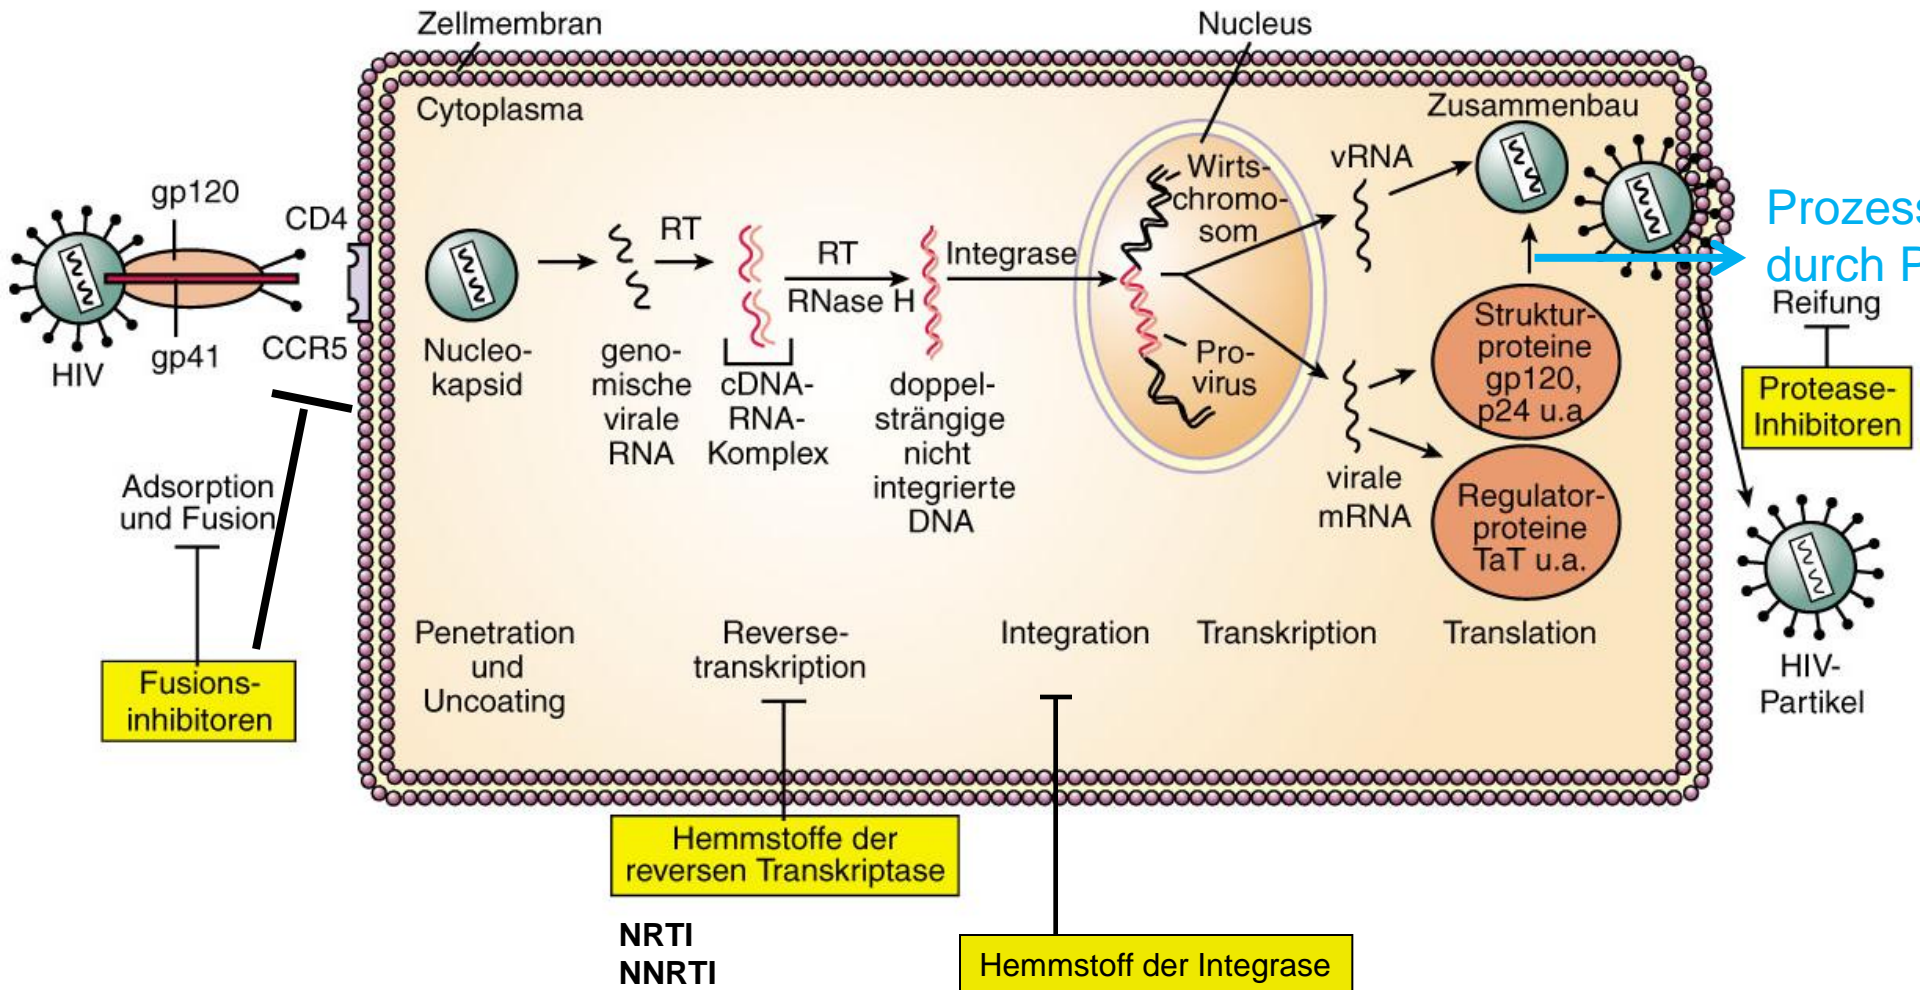 Zellmembran
Nucleus
Cytoplasma
Zusammenbau
gp120
CD4
HIV
gp41
CCR5
Nucleo-
kapsid
geno-
mische
virale
RNA
RT
cDNA-
RNA-
Komplex
RT
RNase H
doppel-
strängige
nicht
integrierte
DNA
Integrase
Wirts-
chromo-
som
Pro-
virus
vRNA
virale
mRNA
Struktur-
proteine
gp120,
p24 u.a
Regulator-
proteine
TaT u.a.
Prozess
durch P
Reifung
Protease-
Inhibitoren
HIV-
Partikel
Adsorption
und Fusion
Fusions-
inhibitoren
Penetration
und
Uncoating
Reverse-
transkription
Integration
Transkription
Translation
Hemmstoffe der
reversen Transkriptase
NRTI
NNRTI
Hemmstoff der Integrase